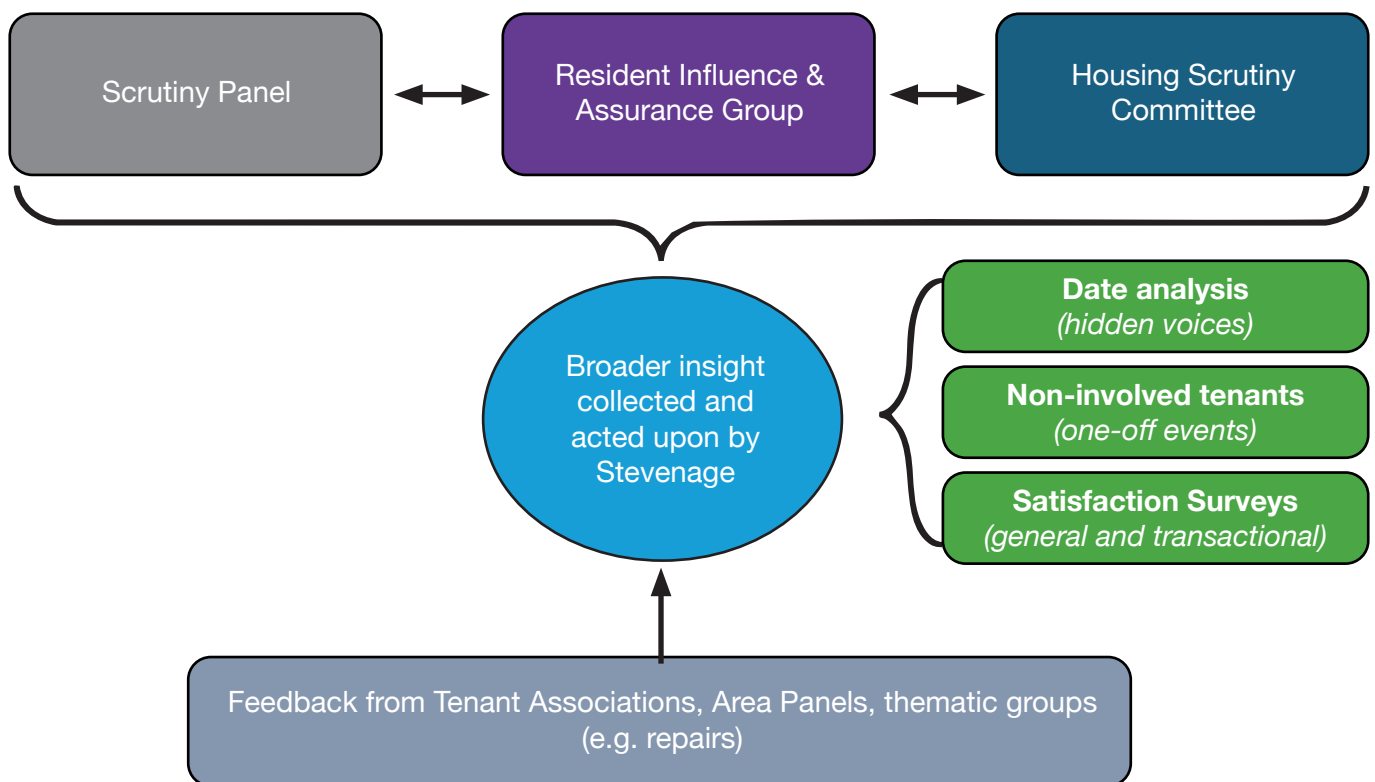 Scrutiny Panel
Resident Influence &
Assurance Group
Housing Scrutiny
Committee
Broader insight
collected and
acted upon by
Stevenage
Date analysis
(hidden voices)
Non-involved tenants
(one-off events)
Satisfaction Surveys
(general and transactional)
Feedback from Tenant Associations, Area Panels, thematic groups
(e.g. repairs)